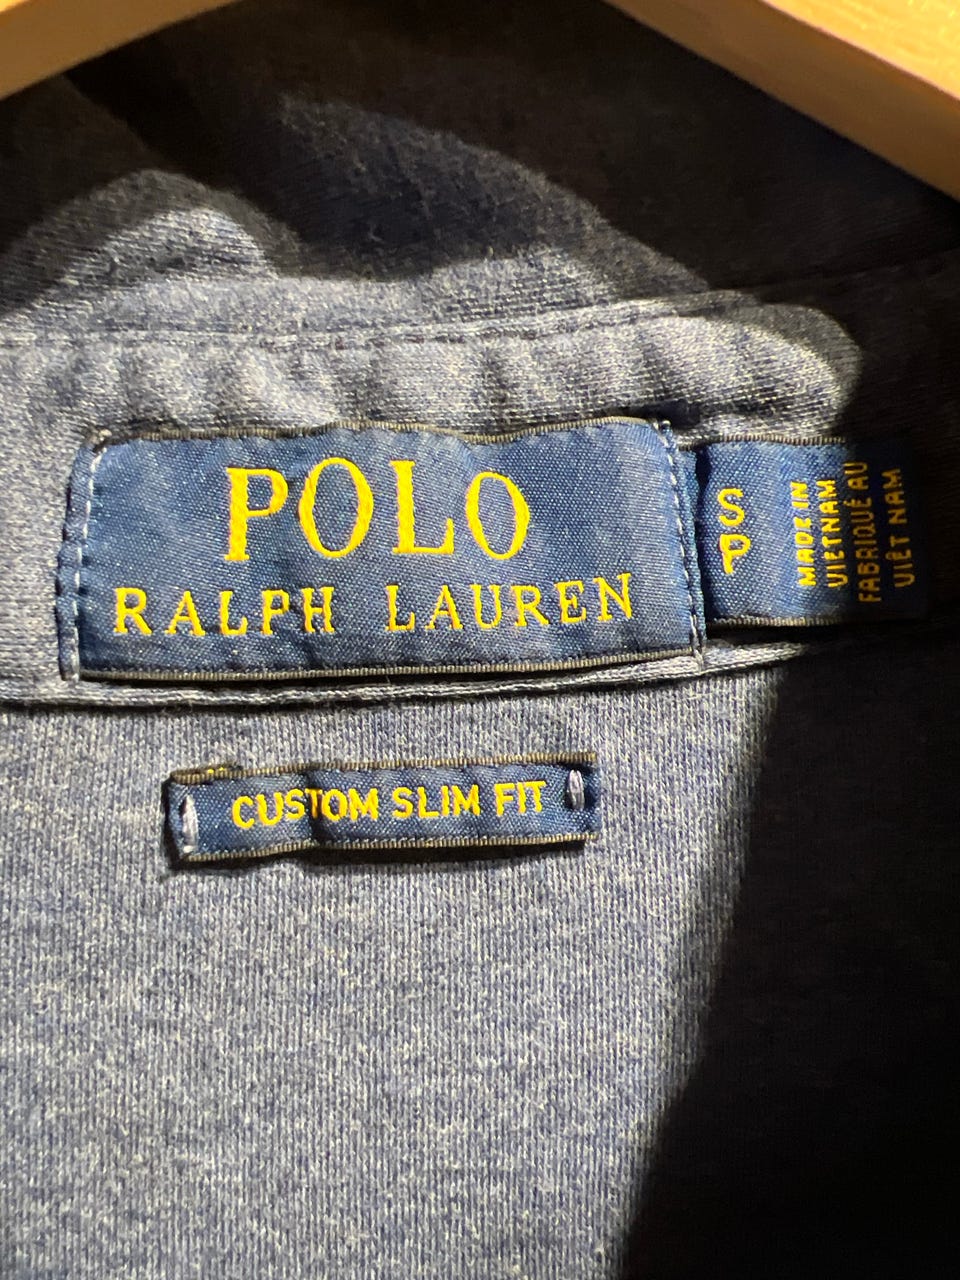 POLO
RALPH LAUREN
S
P
MADE IN
VIETNAM
FABRIQUÉ AU
VIÊT NAM
CUSTOM SLIM FIT